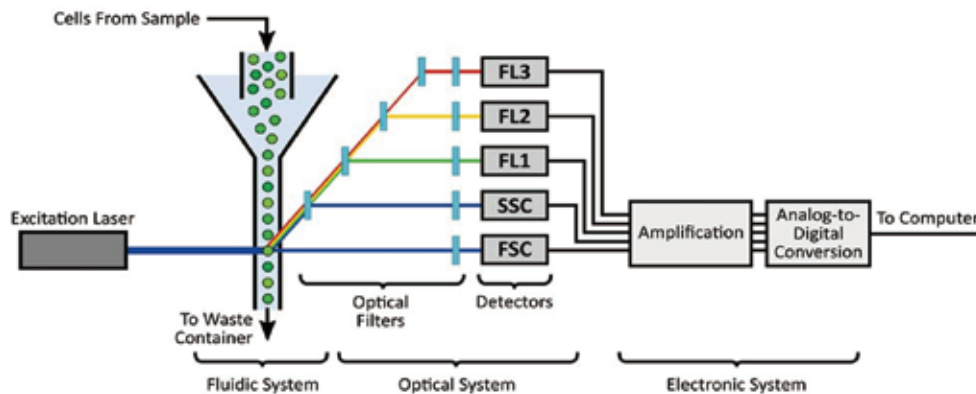 Cells From Sample
FL3
FL2
FL1
SSC
FSC
Excitation Laser
Amplification
Analog-to-
Digital
Conversion
To Computer
Optical
Filters
Detectors
To Waste
Container
Fluidic System
Optical System
Electronic System